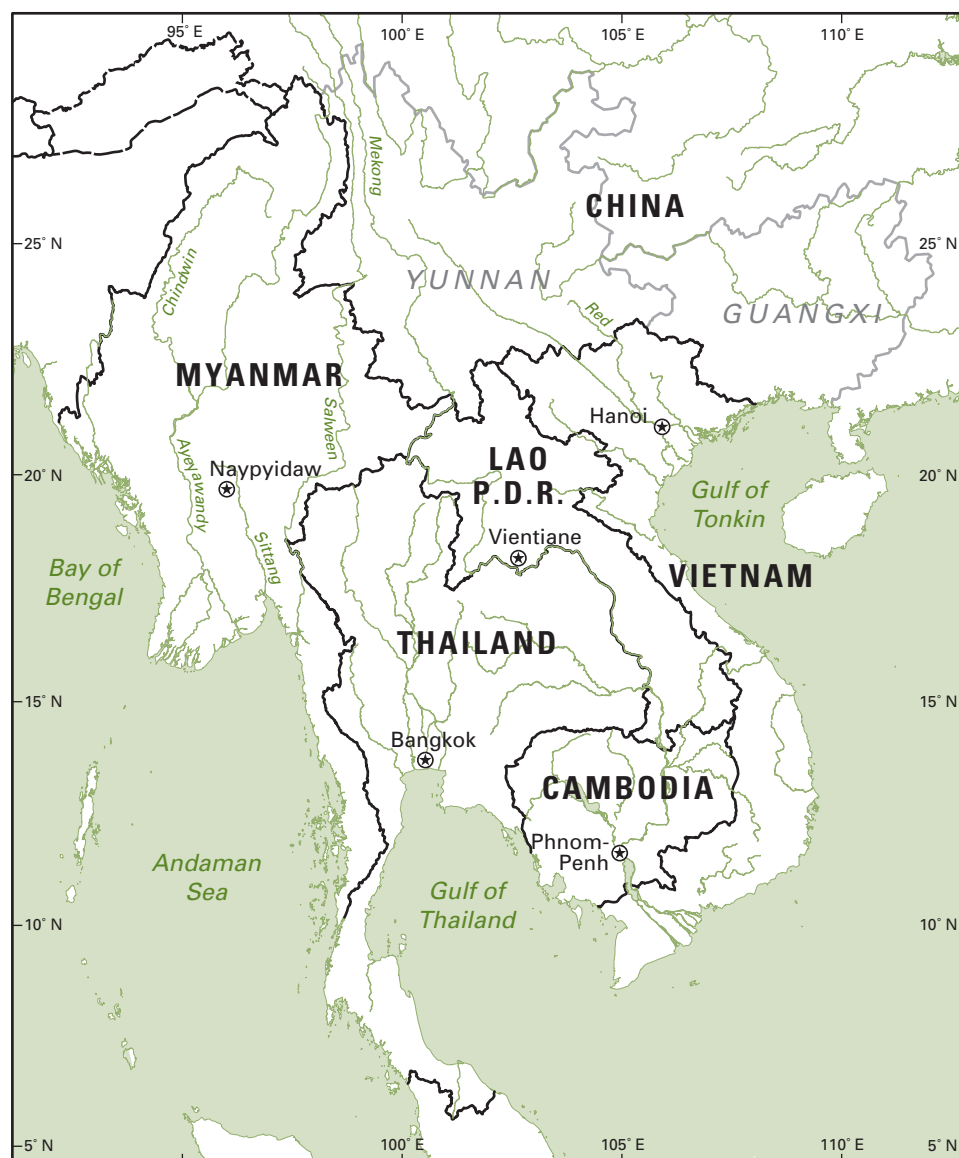 95° E
100° E
105° E
110° E
Mekong
CHINA
25° N
25° N
YUNNAN
Chindwin
GUANGXI
Red
MYANMAR
Salween
Hanoi
Ayeyawandy
Naypyidaw
LAO
P.D.R.
20° N
20° N
Gulf of
Tonkin
Sittang
Vientiane
Bay of
Bengal
VIETNAM
THAILAND
15° N
15° N
Bangkok
CAMBODIA
Phnom-
Penh
Andaman
Sea
Gulf of
Thailand
10° N
10° N
5° N
100° E
105° E
110° E
5° N